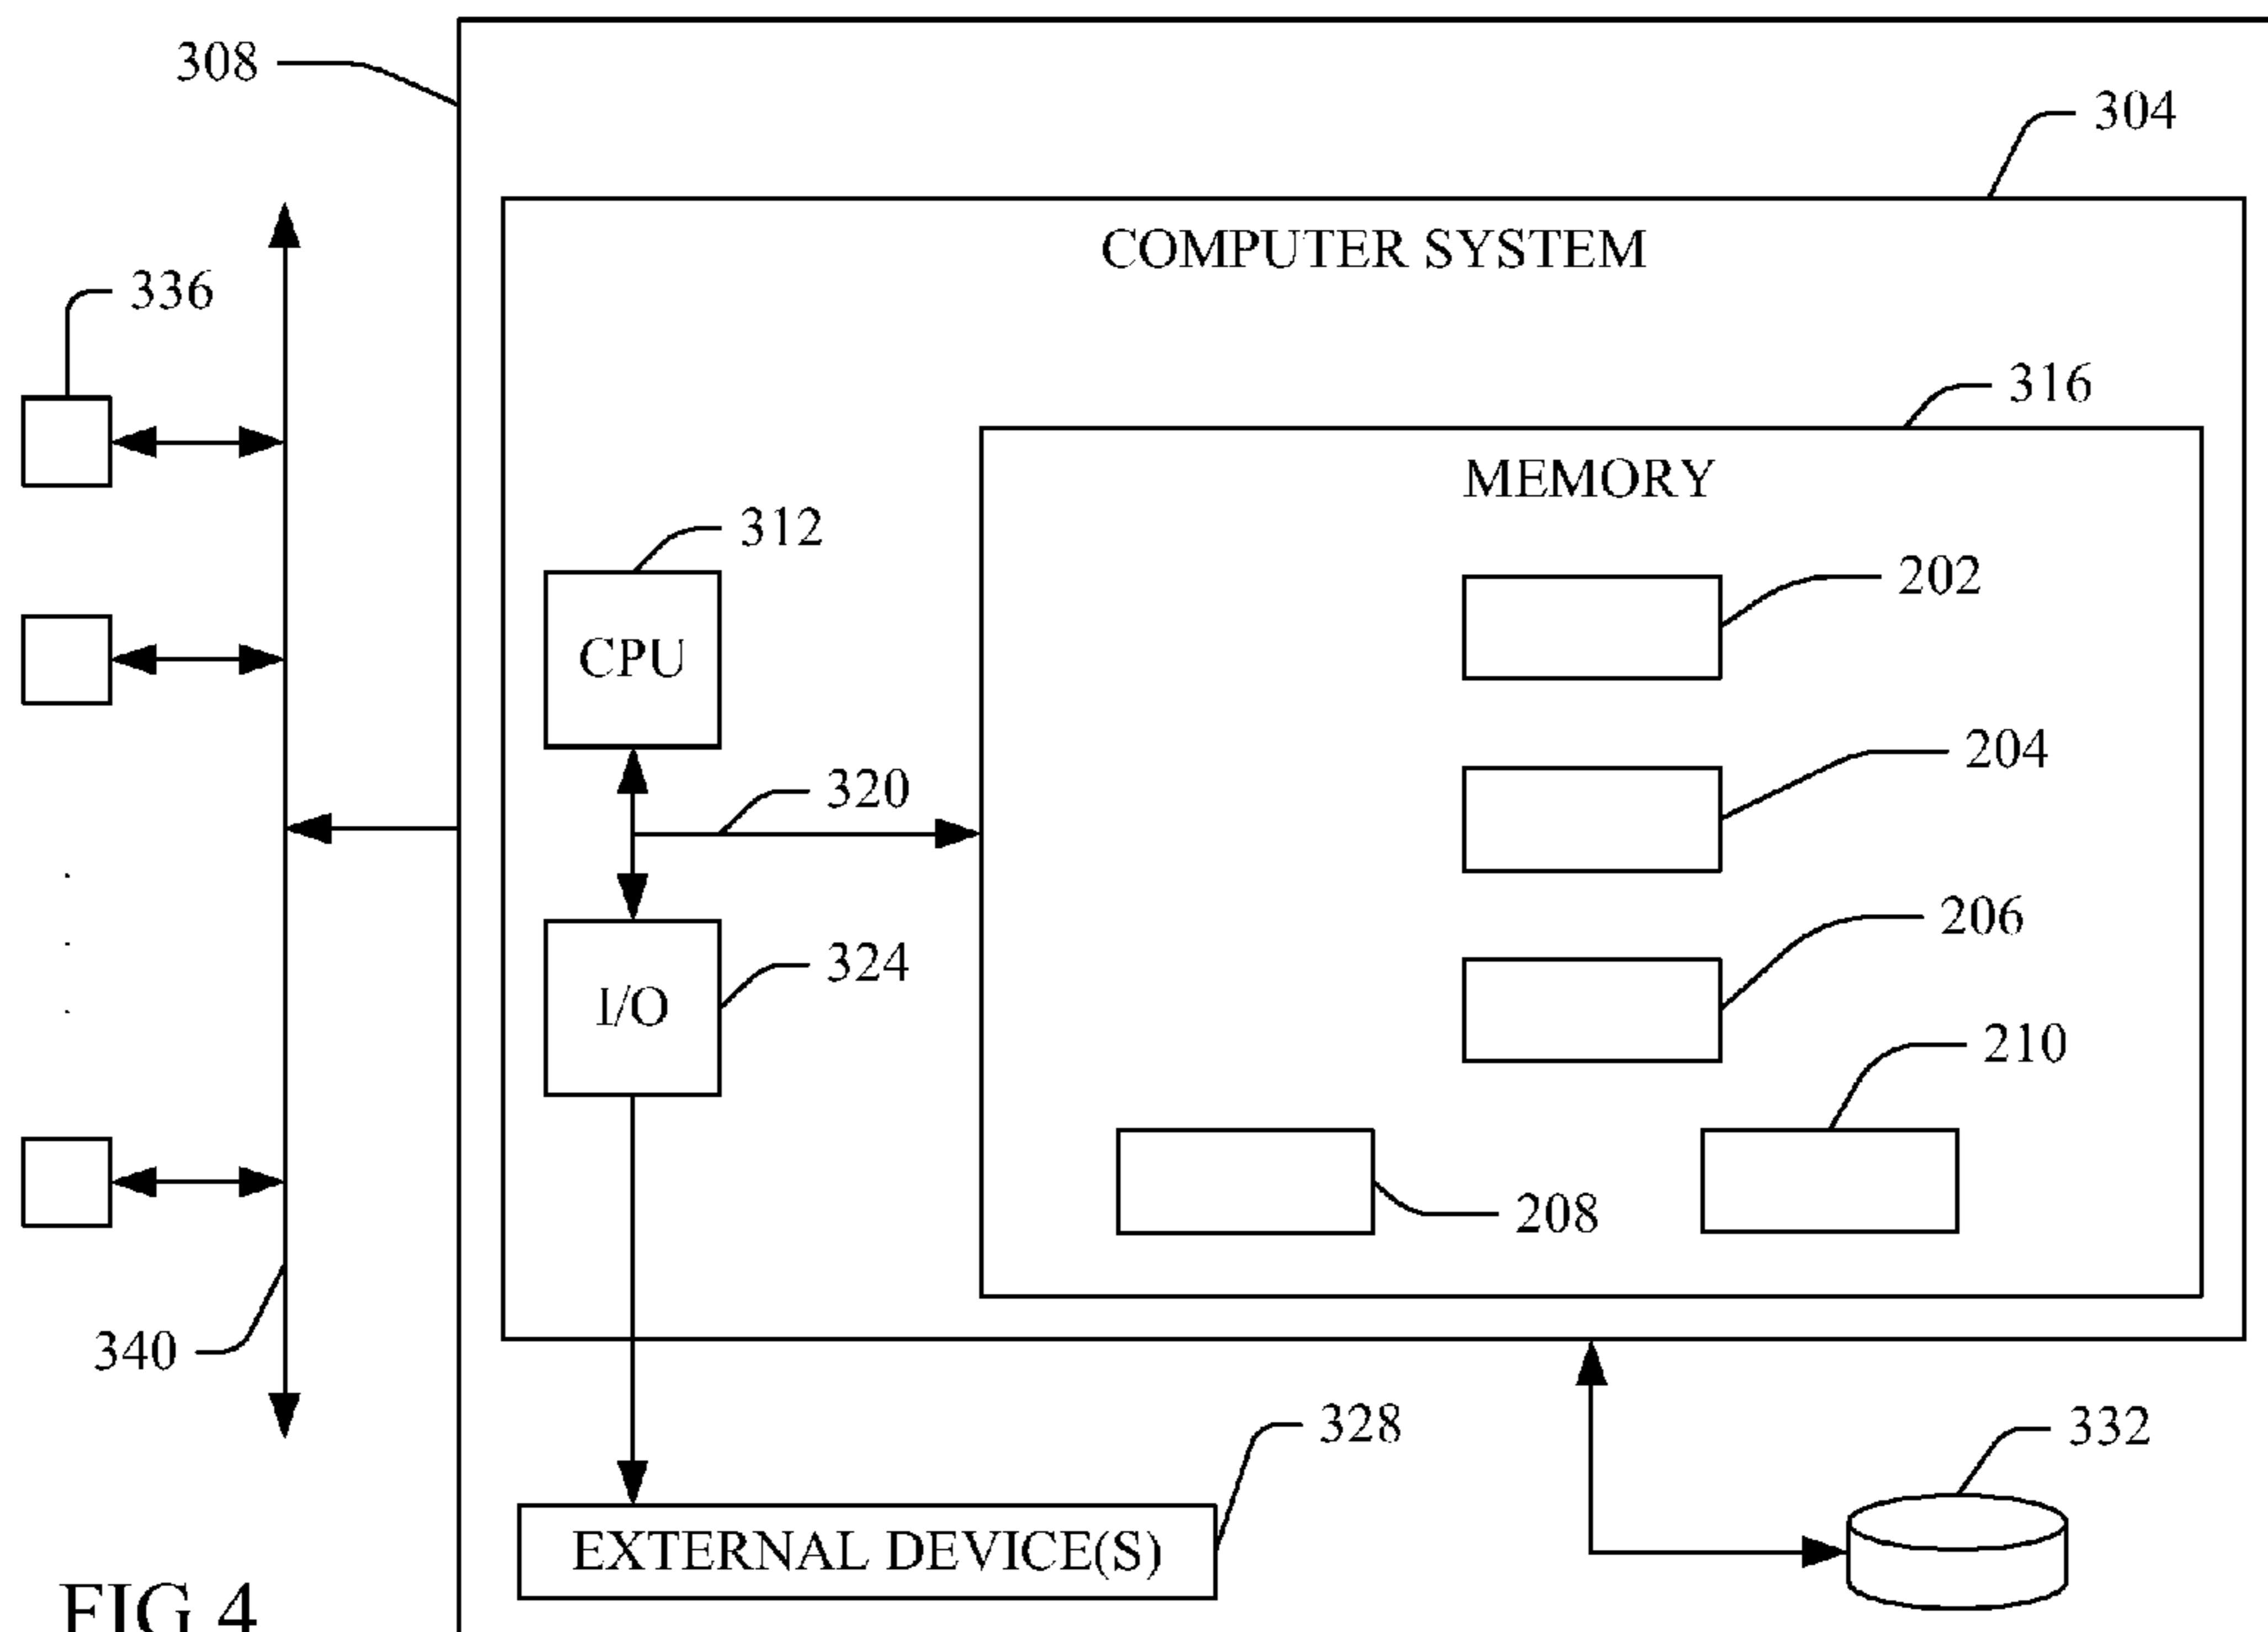 308
304
COMPUTER SYSTEM
336
316
MEMORY
312
202
CPU
204
320
206
324
I/O
210
208
340
328
332
EXTERNAL DEVICE(S)
FIG 4